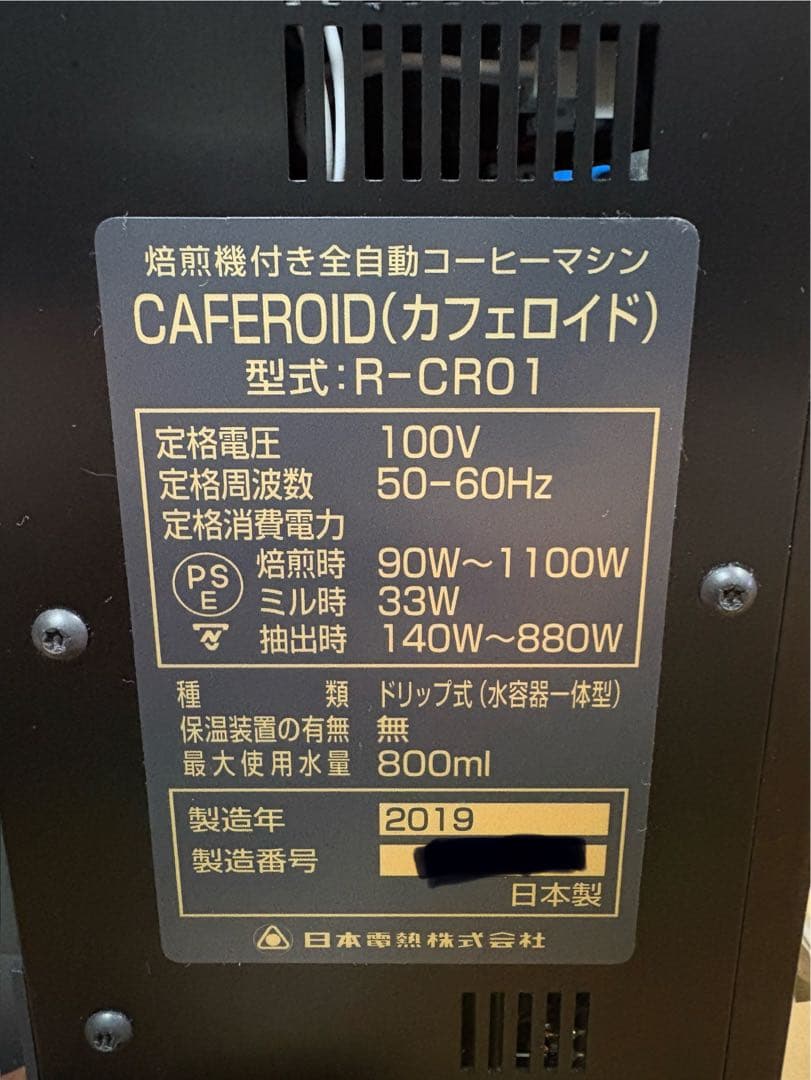 焙煎機付き全自動コーヒーマシン
CAFEROID(カフェロイド)
型式:R-CR01
定格電圧 100V
定格周波数 50-60Hz
定格消費電力
PS
E
焙煎時 90W～1100W
ミル時 33W
抽出時 140W～880W
種類 ドリップ式(水容器一体型)
保温装置の有無 無
最大使用水量 800ml
製造年 2019
製造番号
日本製
日本電熱株式会社